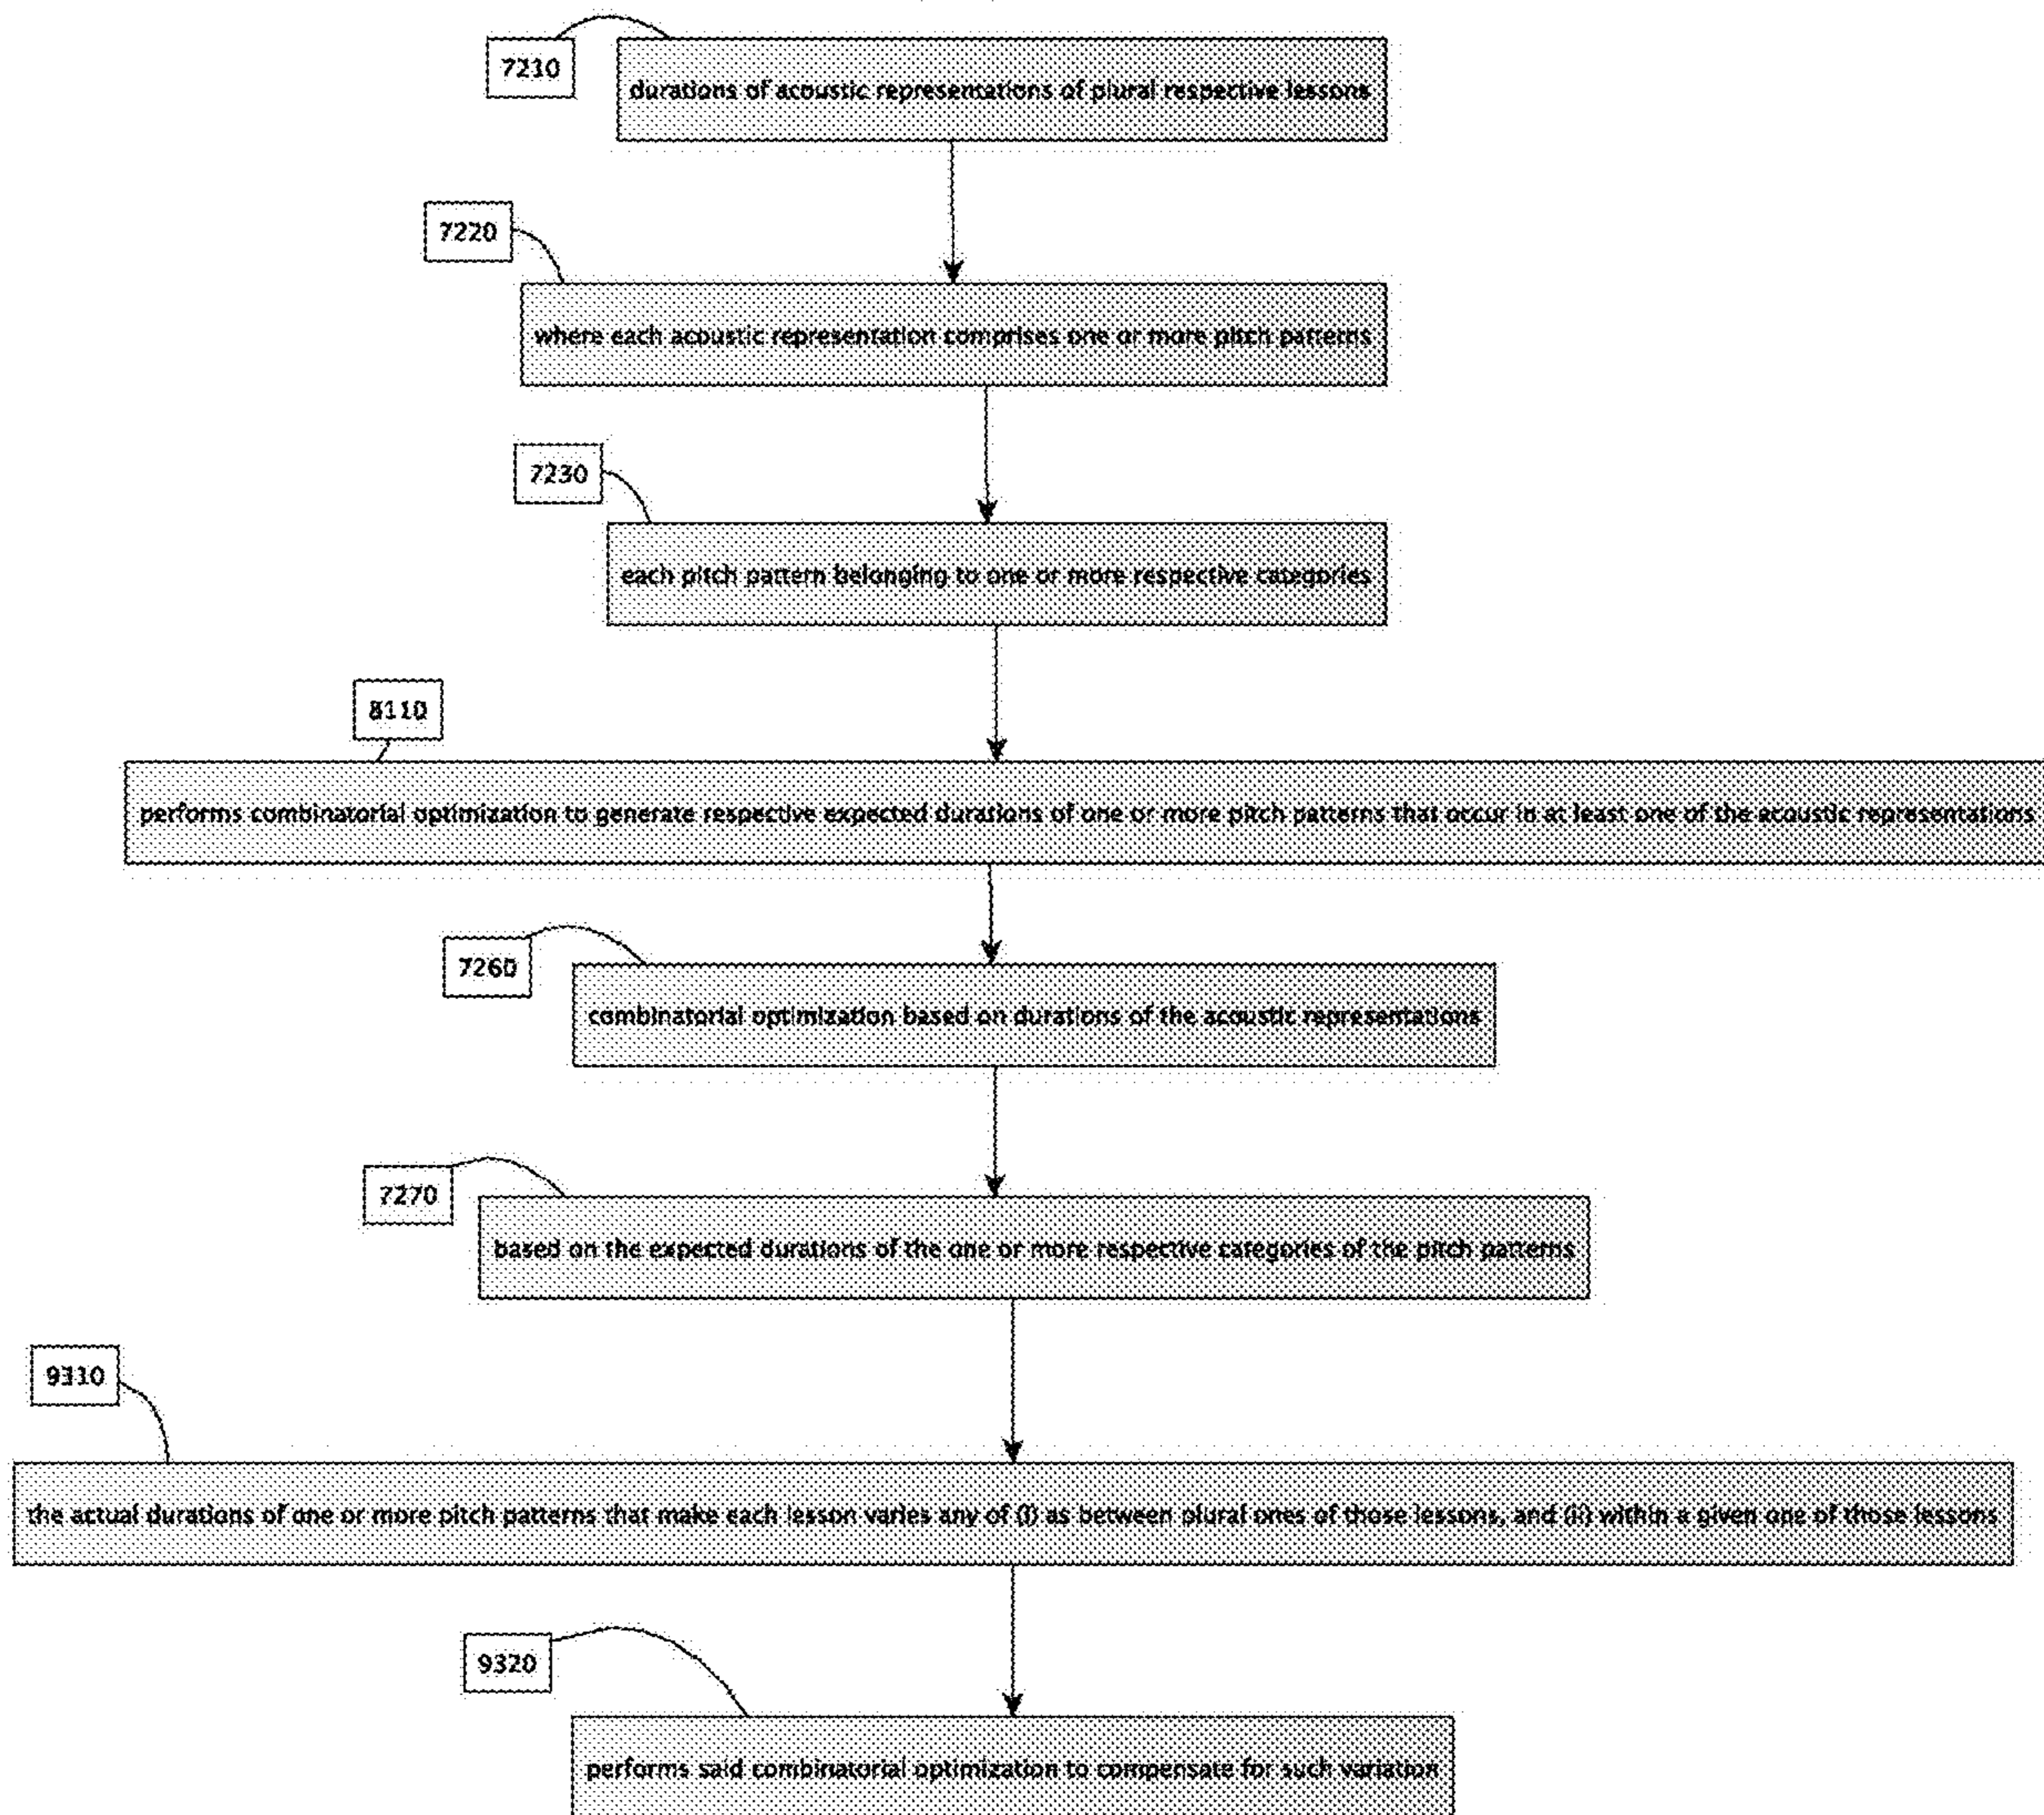 7210
durations of acoustic representations of plural respective lessons
7220
where each acoustic representation comprises one or more pitch patterns
7230
each pitch pattern belonging to one or more respective categories
8110
performs combinatorial optimization to generate respective expected durations of one or more pitch patterns that occur in at least one of the acoustic representations
7260
combinatorial optimization based on durations of the acoustic representations
7270
based on the expected durations of the one or more respective categories of the pitch patterns
9310
the actual durations of one or more pitch patterns that make each lesson varies any of (i) as between plural ones of those lessons, and (ii) within a given one of those lessons
9320
performs said combinatorial optimization to compensate for such variation